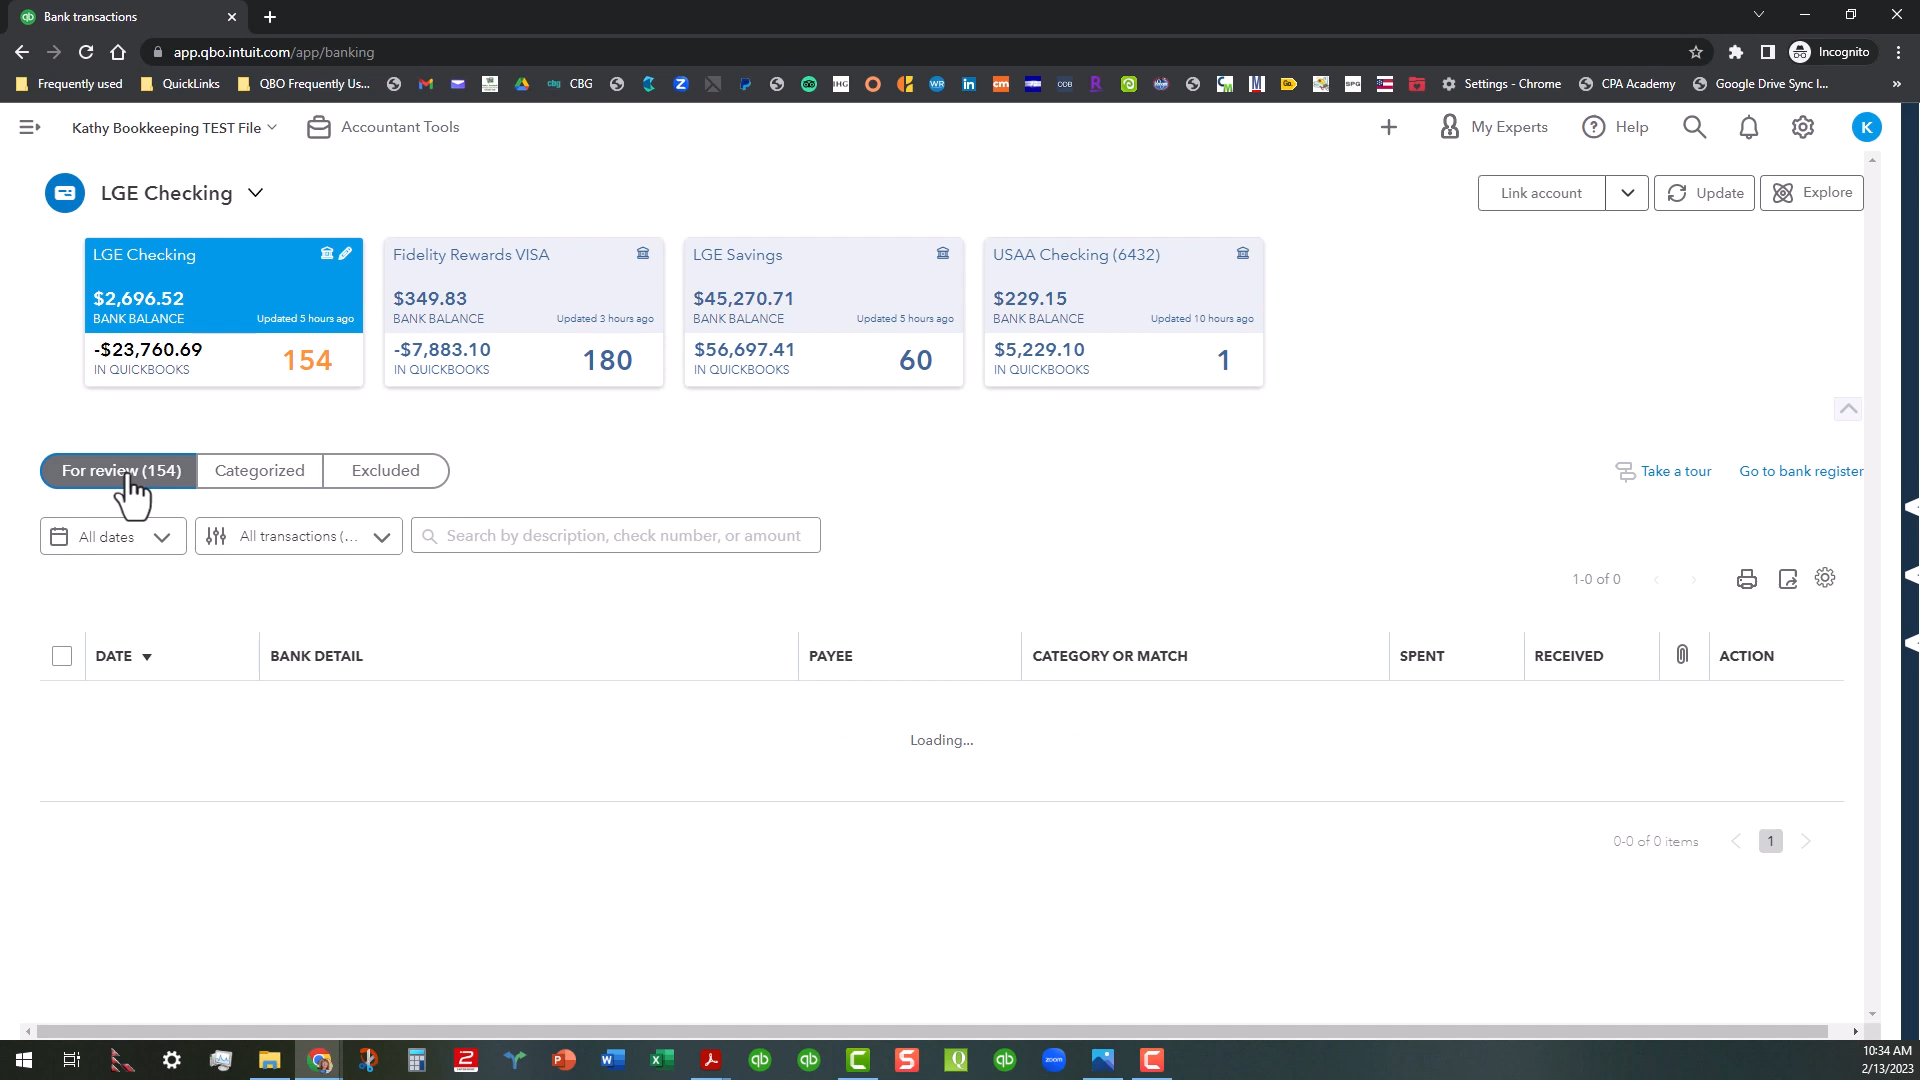 Bank transactions
app.qbo.intuit.com/app/banking
Incognito
Frequently used
QuickLinks
QBO Frequently Us...
CBG
Settings - Chrome
CPA Academy
Google Drive Sync I...
»
Kathy Bookkeeping TEST File
Accountant Tools
My Experts
Help
K
LGE Checking
Link account
Update
Explore
LGE Checking
$2,696.52
BANK BALANCE
Updated 5 hours ago
-$23,760.69
IN QUICKBOOKS
154
Fidelity Rewards VISA
$349.83
BANK BALANCE
Updated 3 hours ago
-$7,883.10
IN QUICKBOOKS
180
LGE Savings
$45,270.71
BANK BALANCE
Updated 5 hours ago
$56,697.41
IN QUICKBOOKS
60
USAA Checking (6432)
$229.15
BANK BALANCE
Updated 10 hours ago
$5,229.10
IN QUICKBOOKS
1
For review (154)
Categorized
Excluded
Take a tour
Go to bank register
All dates
All transactions (...
Search by description, check number, or amount
1-0 of 0
DATE
BANK DETAIL
PAYEE
CATEGORY OR MATCH
SPENT
RECEIVED
ACTION
Loading...
0-0 of 0 items
1
10:34 AM
2/13/2023